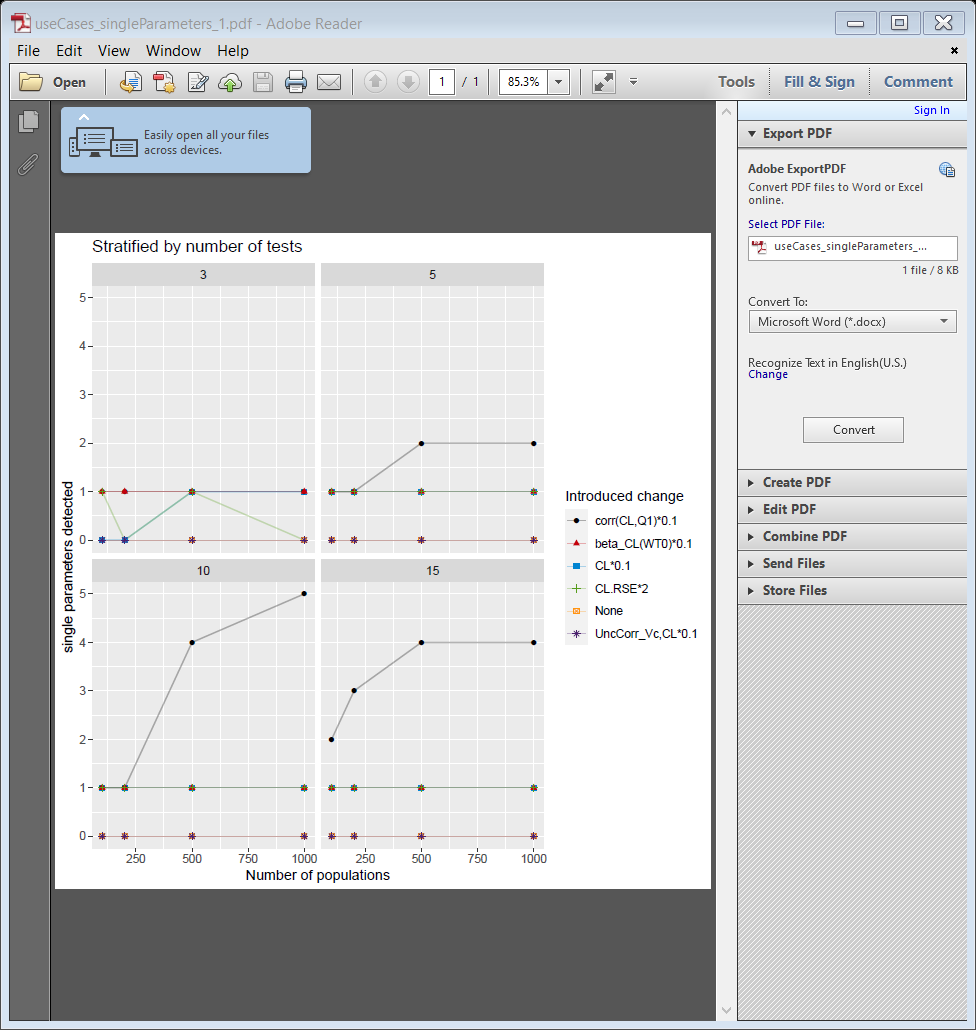 useCases_singleParameters_1.pdf - Adobe Reader
File Edit View Window Help
Open 1 / 1 85.3% Tools Fill & Sign Comment
Sign In
Easily open all your files
across devices.
Export PDF
Adobe ExportPDF
Convert PDF files to Word or Excel
online.
Select PDF File:
useCases_singleParameters_...
1 file / 8 KB
Convert To:
Microsoft Word (*.docx)
Recognize Text in English(U.S.)
Change
Convert
Create PDF
Edit PDF
Combine PDF
Send Files
Store Files
Stratified by number of tests
3 5
5
4
3
2
1
0
10 15
5
4
3
2
1
0
250 500 750 1000 250 500 750 1000
Number of populations
single parameters detected
Introduced change
corr(CL,Q1)*0.1
beta_CL(WT0)*0.1
CL*0.1
CL.RSE*2
None
UncCorr_Vc,CL*0.1